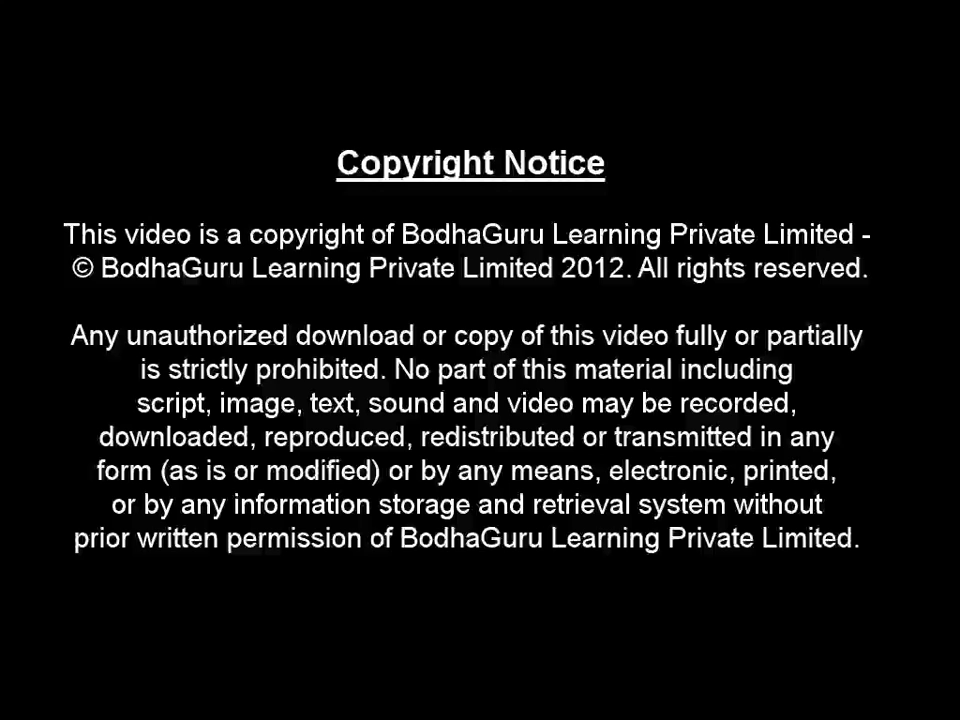 Copyright Notice
This video is a copyright of BodhaGuru Learning Private Limited -
© BodhaGuru Learning Private Limited 2012. All rights reserved.
Any unauthorized download or copy of this video fully or partially
is strictly prohibited. No part of this material including
script, image, text, sound and video may be recorded,
downloaded, reproduced, redistributed or transmitted in any
form (as is or modified) or by any means, electronic, printed,
or by any information storage and retrieval system without
prior written permission of BodhaGuru Learning Private Limited.